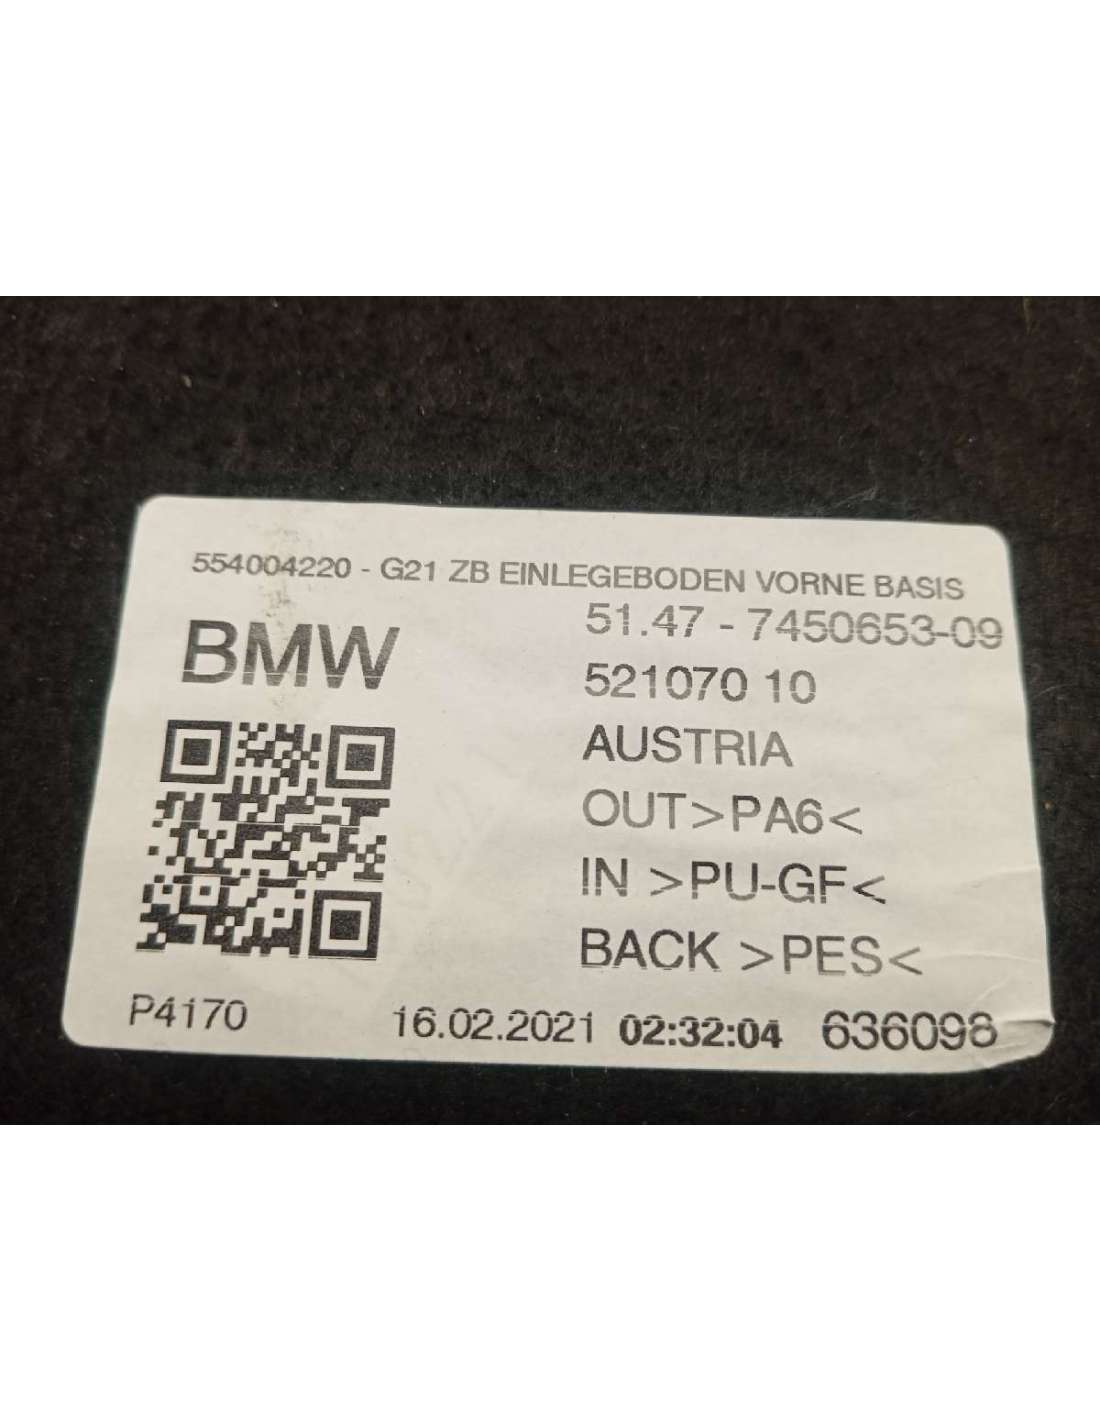 554004220 - G21 ZB EINLEGEBODEN VORNE BASIS
BMW
51.47 - 7450653-09
521070 10
AUSTRIA
OUT>PA6<
IN >PU-GF<
BACK >PES<
P4170 16.02.2021 02:32:04 636098